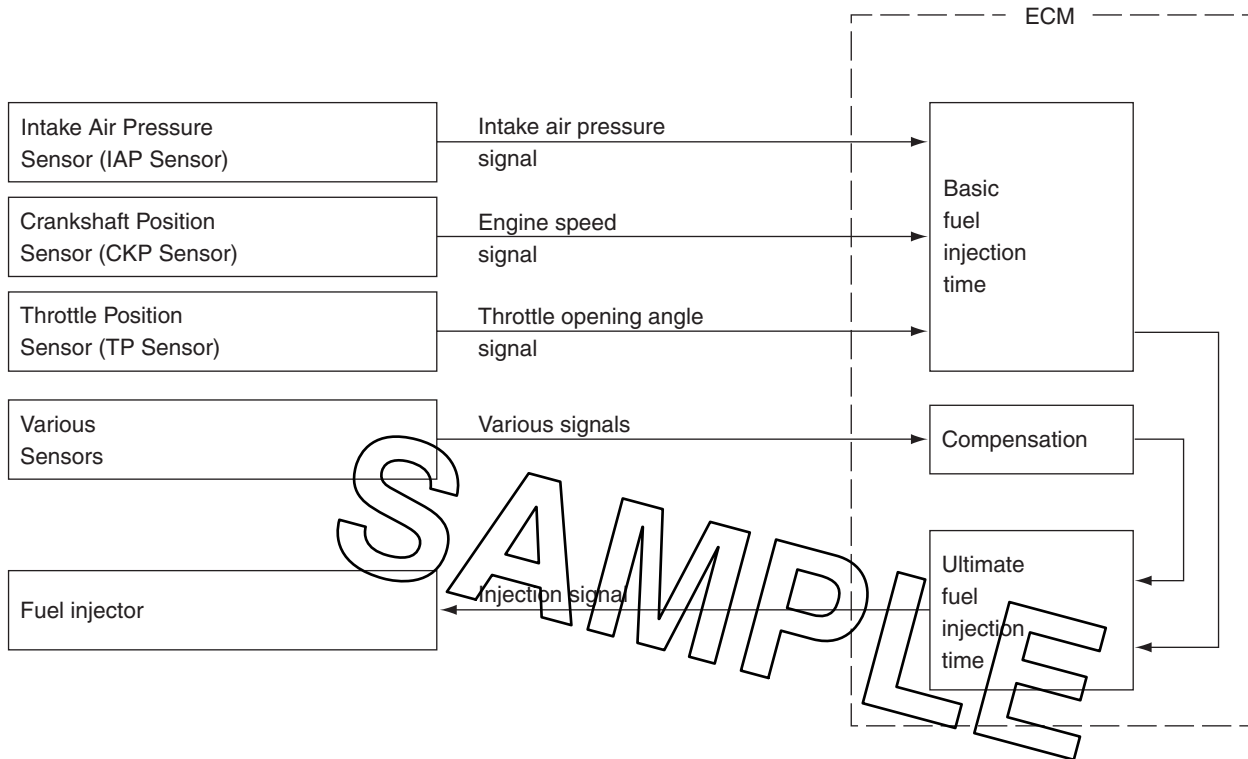 ECM
Intake Air Pressure
Sensor (IAP Sensor)
Intake air pressure
signal
Crankshaft Position
Sensor (CKP Sensor)
Engine speed
signal
Throttle Position
Sensor (TP Sensor)
Throttle opening angle
signal
Basic
fuel
injection
time
Various
Sensors
Various signals
Compensation
Fuel injector
Injection signal
Ultimate
fuel
injection
time
SAMPLE